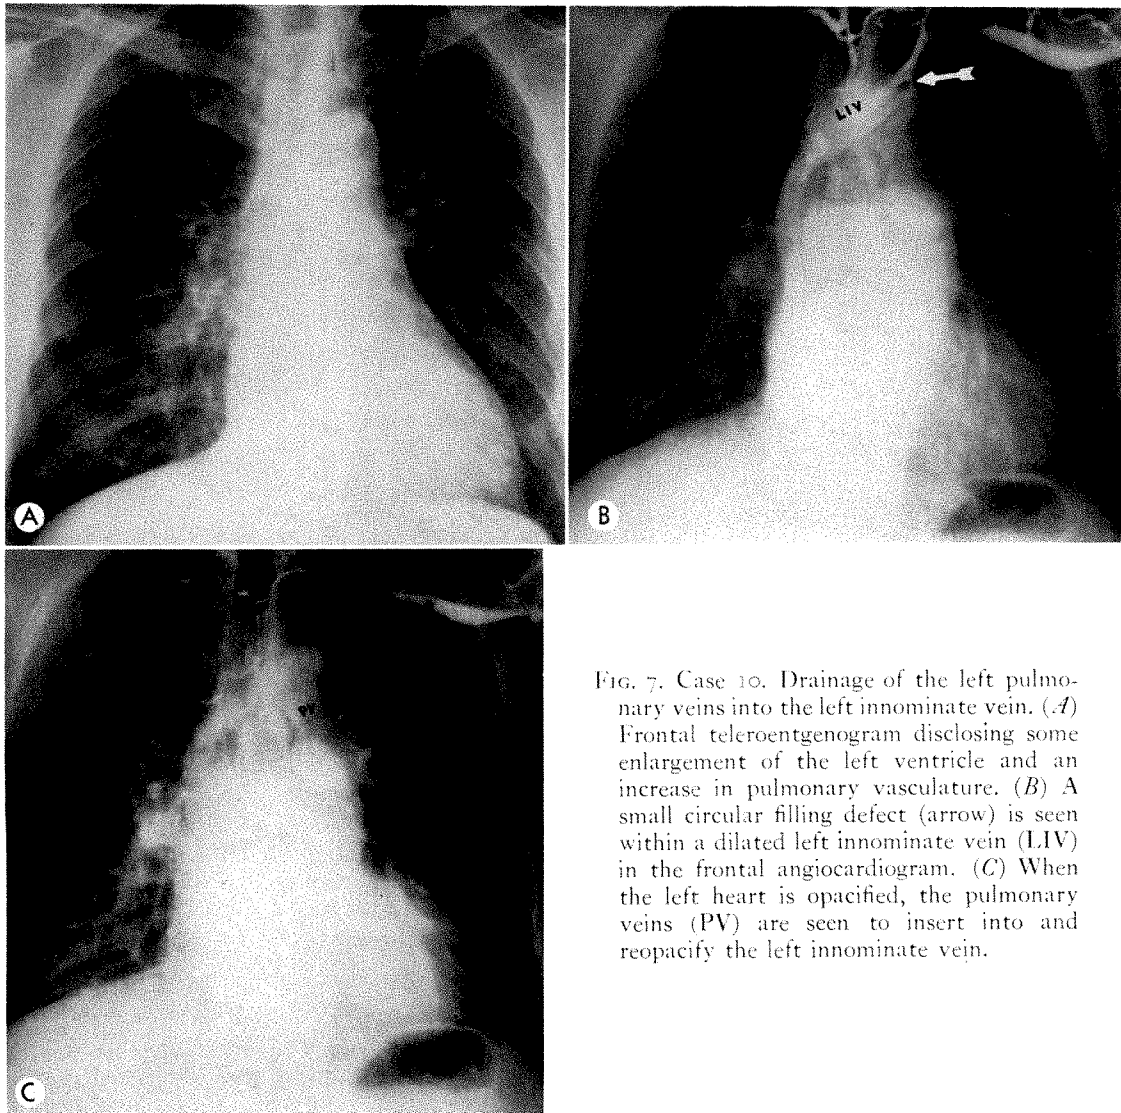 A
B
LIV
C
PV
FIG. 7. Case 10. Drainage of the left pulmo-
nary veins into the left innominate vein. (A)
Frontal teleroentgenogram disclosing some
enlargement of the left ventricle and an
increase in pulmonary vasculature. (B) A
small circular filling defect (arrow) is seen
within a dilated left innominate vein (LIV)
in the frontal angiocardiogram. (C) When
the left heart is opacified, the pulmonary
veins (PV) are seen to insert into and
reopacify the left innominate vein.